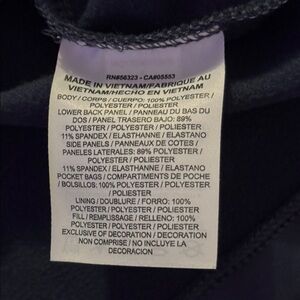 RN#56323 - CA#05553
MADE IN VIETNAM/FABRIQUE AU
VIETNAM/HECHO EN VIETNAM
BODY / CORPS / CUERPO: 100% POLYESTER
/ POLYESTER / POLIESTER
LOWER BACK PANEL / PANNEAU DU BAS DU
DOS / PANEL TRASERO BAJO: 89%
POLYESTER / POLYESTER / POLIESTER
11% SPANDEX / ELASTHANNE / ELASTANO
SIDE PANELS / PANNEAUX DE COTES /
PANELES LATERALES: 89% POLYESTER /
POLYESTER / POLIESTER
11% SPANDEX / ELASTHANNE / ELASTANO
POCKET BAGS / COMPARTIMENTS DE POCHE
/ BOLSILLOS: 100% POLYESTER /
POLYESTER / POLIESTER
LINING / DOUBLURE / FORRO: 100%
POLYESTER / POLYESTER / POLIESTER
FILL / REMPLISSAGE / RELLENO: 100%
POLYESTER / POLYESTER / POLIESTER
EXCLUSIVE OF DECORATION / DECORATION
NON COMPRISE / NO INCLUYE LA
DECORACION